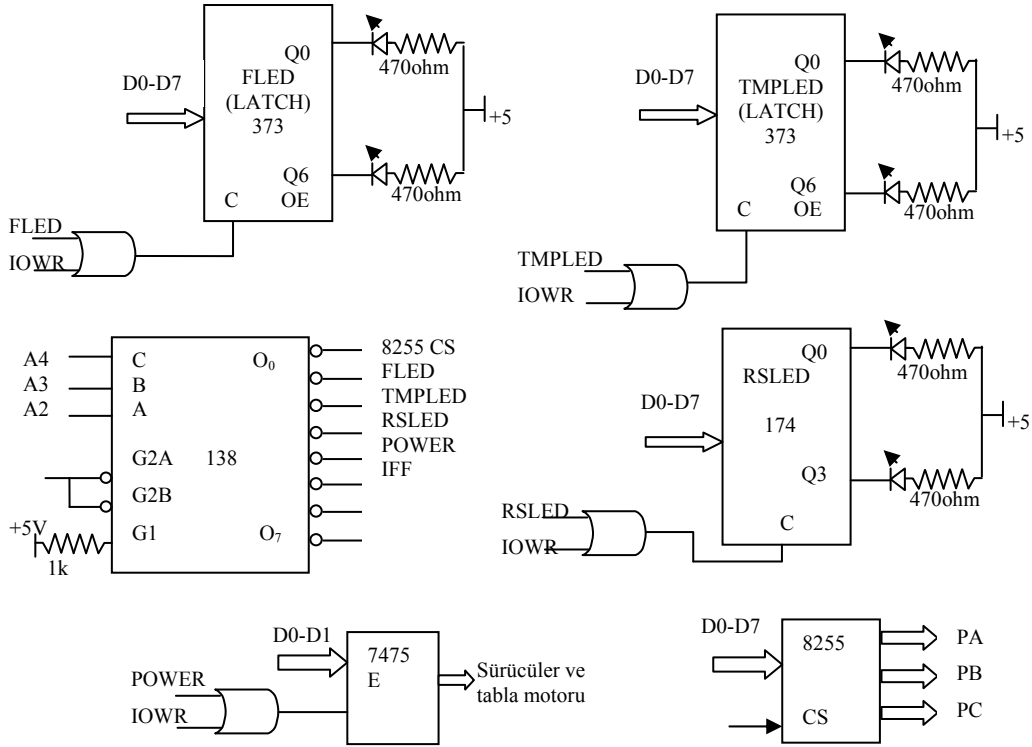 D0-D7
FLED
(LATCH)
373
Q0
Q6
C
OE
470ohm
470ohm
+5
FLED
IOWR
D0-D7
TMPLED
(LATCH)
373
Q0
Q6
C
OE
470ohm
470ohm
+5
TMPLED
IOWR
A4
A3
A2
C
B
A
G2A
138
G2B
G1
O0
O7
+5V
1k
8255 CS
FLED
TMPLED
RSLED
POWER
IFF
D0-D7
RSLED
174
Q0
Q3
C
470ohm
470ohm
+5
RSLED
IOWR
D0-D1
7475
E
POWER
IOWR
Sürücüler ve
tabla motoru
D0-D7
8255
CS
PA
PB
PC